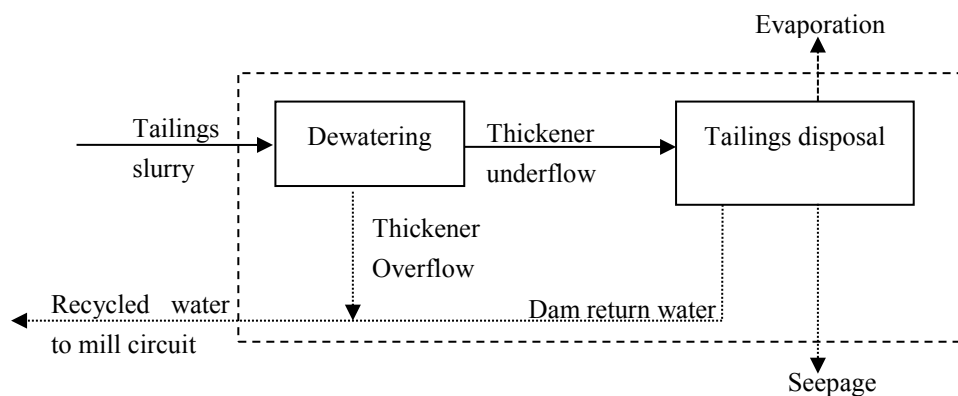 Evaporation
Tailings
slurry
Dewatering
Thickener
underflow
Tailings disposal
Thickener
Overflow
Recycled water
to mill circuit
Dam return water
Seepage